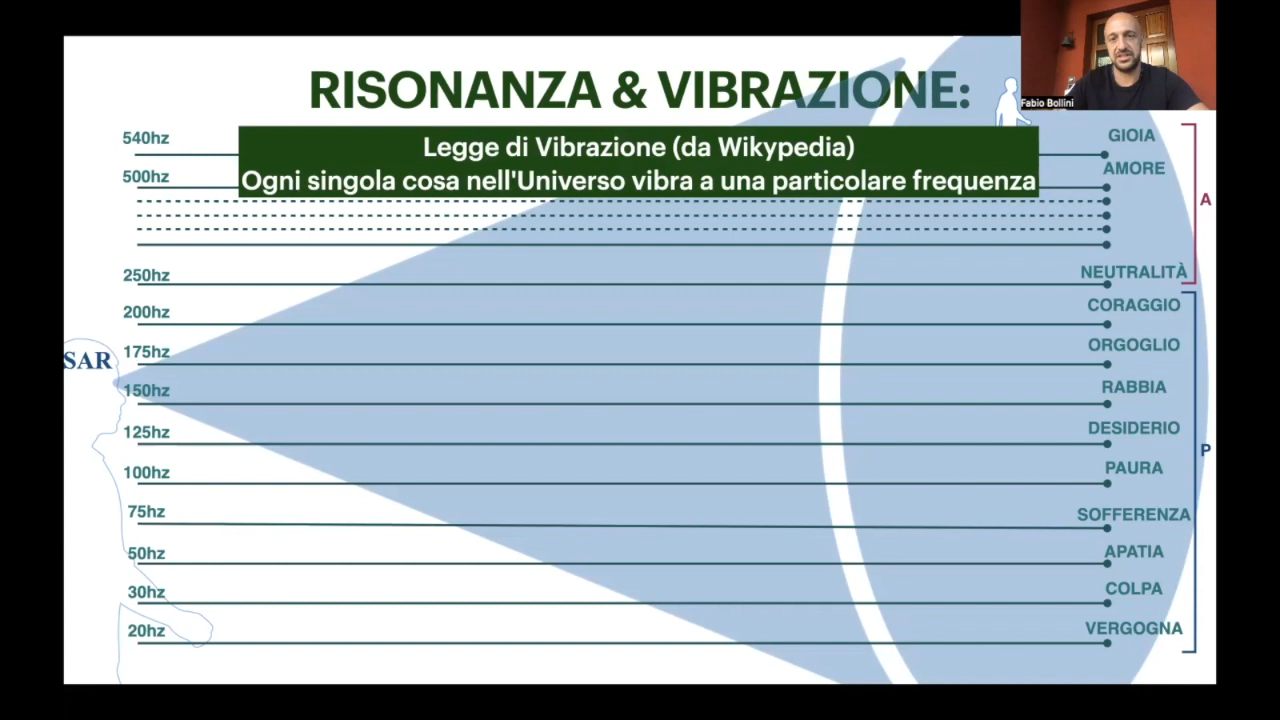 RISONANZA & VIBRAZIONE:
Fabio Bollini
Legge di Vibrazione (da Wikypedia)
Ogni singola cosa nell'Universo vibra a una particolare frequenza
540hz GIOIA
500hz AMORE
A
250hz NEUTRALITÀ
200hz CORAGGIO
175hz ORGOGLIO
SAR
150hz RABBIA
125hz DESIDERIO
P
100hz PAURA
75hz SOFFERENZA
50hz APATIA
30hz COLPA
20hz VERGOGNA